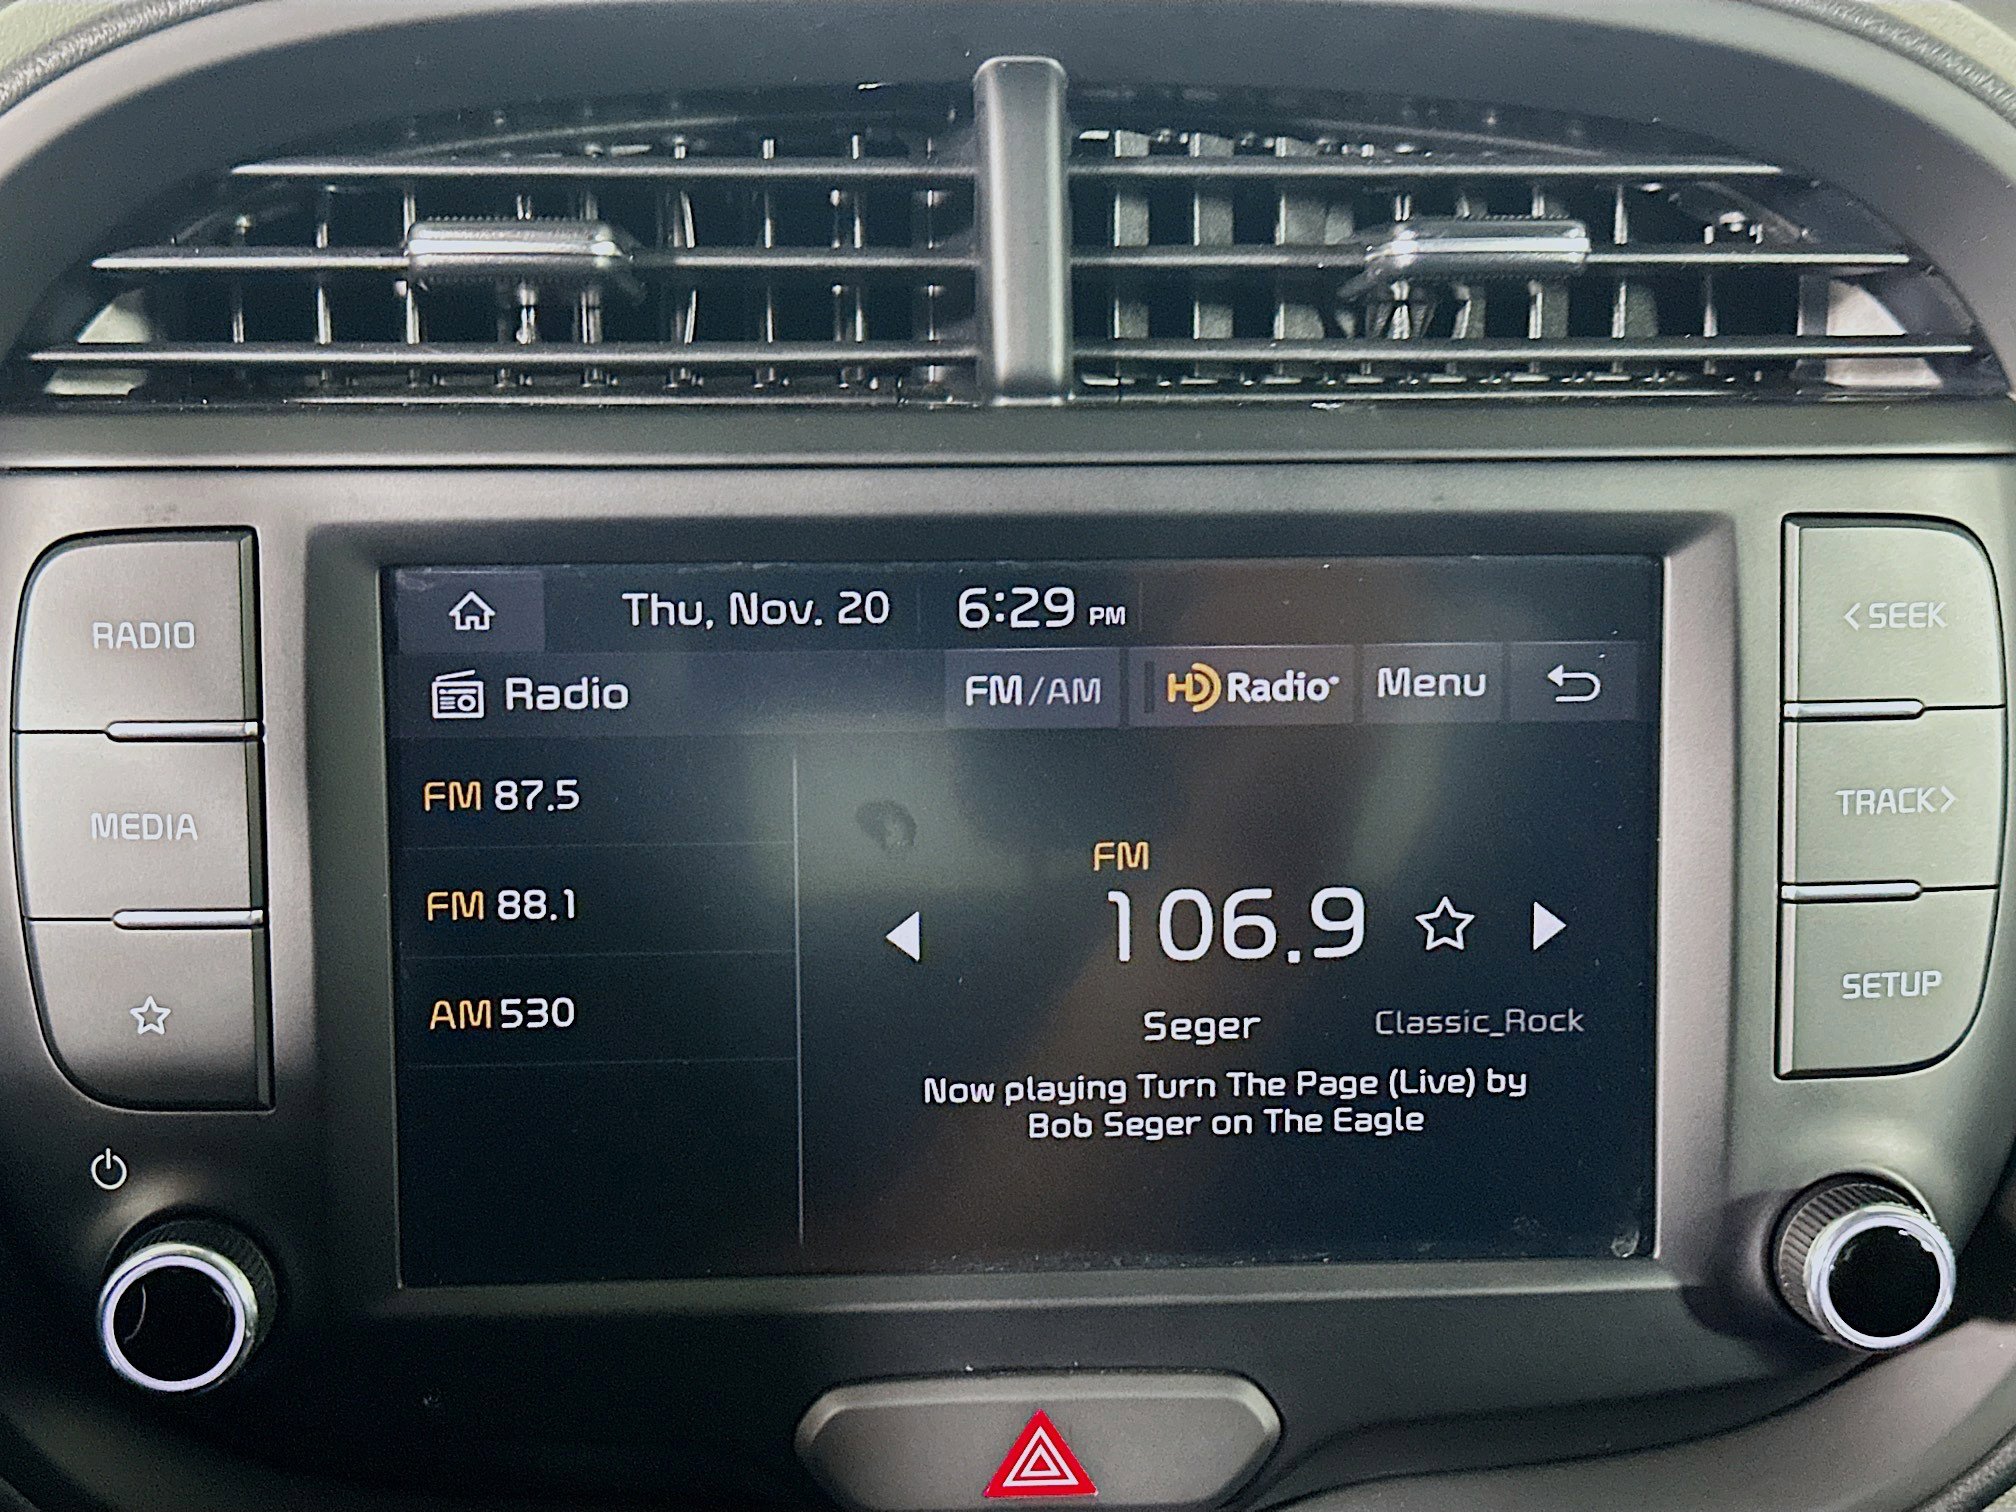 Thu, Nov. 20 6:29 PM
Radio FM/AM HD Radio Menu
RADIO
MEDIA
FM 87.5
FM 88.1
AM 530
FM
106.9
Seger Classic_Rock
Now playing Turn The Page (Live) by
Bob Seger on The Eagle
< SEEK
TRACK >
SETUP